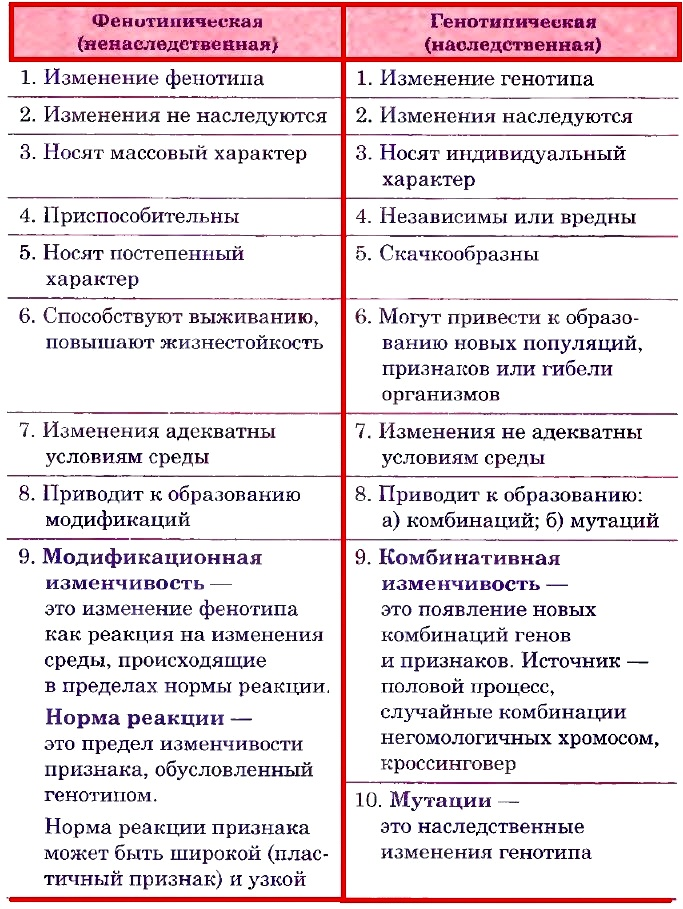 Фенотипическая
(ненаследственная)
Генотипическая
(наследственная)
1. Изменение фенотипа
1. Изменение генотипа
2. Изменения не наследуются
2. Изменения наследуются
3. Носят массовый характер
3. Носят индивидуальный
характер
4. Приспособительны
4. Независимы или вредны
5. Носят постепенный
характер
5. Скачкообразны
6. Способствуют выживанию,
повышают жизнестойкость
6. Могут привести к образо-
ванию новых популяций,
признаков или гибели
организмов
7. Изменения адекватны
условиям среды
7. Изменения не адекватны
условиям среды
8. Приводит к образованию
модификаций
8. Приводит к образованию:
а) комбинаций; б) мутаций
9. Модификационная
изменчивость —
это изменение фенотипа
как реакция на изменения
среды, происходящие
в пределах нормы реакции.
Норма реакции —
это предел изменчивости
признака, обусловленный
генотипом.
Норма реакции признака
может быть широкой (плас-
тичный признак) и узкой
9. Комбинативная
изменчивость —
это появление новых
комбинаций генов
и признаков. Источник —
половой процесс,
случайные комбинации
негомологичных хромосом,
кроссинговер
10. Мутации —
это наследственные
изменения генотипа